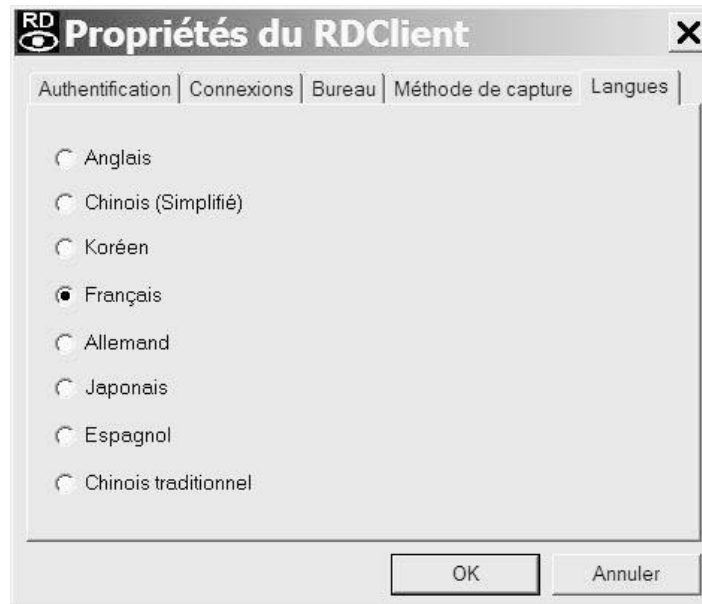 RD
Propriétés du RDClient
Authentification Connexions Bureau Méthode de capture Langues
Anglais
Chinois (Simplifié)
Koréen
Français
Allemand
Japonais
Espagnol
Chinois traditionnel
OK Annuler